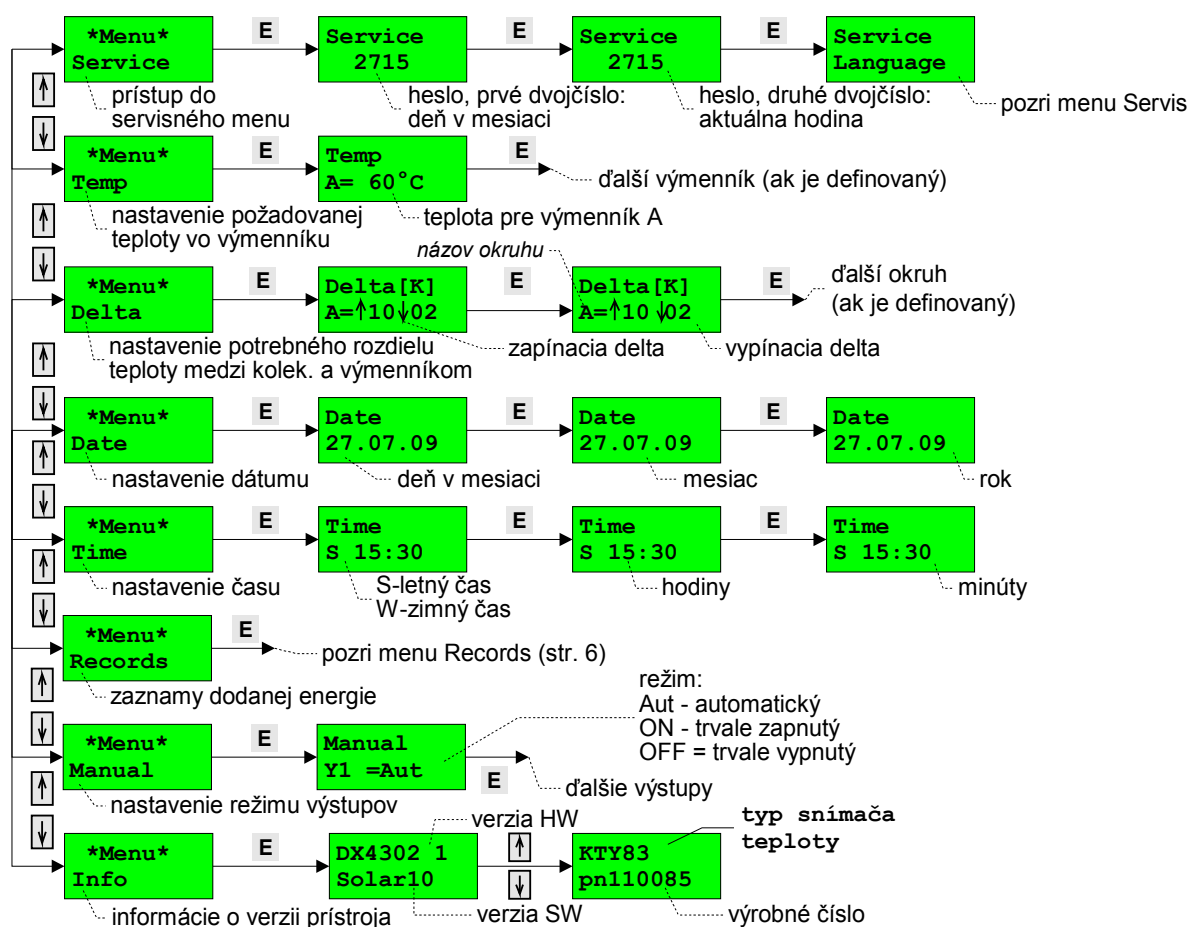 *Menu*
Service
E
Service
2715
E
Service
2715
E
Service
Language
prístup do
servisného menu
heslo, prvé dvojčíslo:
deň v mesiaci
heslo, druhé dvojčíslo:
aktuálna hodina
pozri menu Servis
*Menu*
Temp
E
Temp
A= 60°C
E
ďalší výmenník (ak je definovaný)
nastavenie požadovanej
teploty vo výmenníku
teplota pre výmenník A
názov okruhu
*Menu*
Delta
E
Delta[K]
A=↑10↓02
E
Delta[K]
A=↑10 ↓02
E
ďalší okruh
(ak je definovaný)
nastavenie potrebného rozdielu
teploty medzi kolek. a výmenníkom
zapínacia delta
vypínacia delta
*Menu*
Date
E
Date
27.07.09
E
Date
27.07.09
E
Date
27.07.09
nastavenie dátumu
deň v mesiaci
mesiac
rok
*Menu*
Time
E
Time
S 15:30
E
Time
S 15:30
E
Time
S 15:30
nastavenie času
S-letný čas
W-zimný čas
hodiny
minúty
*Menu*
Records
E
pozri menu Records (str. 6)
zaznamy dodanej energie
režim:
Aut - automatický
ON - trvale zapnutý
OFF = trvale vypnutý
*Menu*
Manual
E
Manual
Y1 =Aut
E
ďalšie výstupy
nastavenie režimu výstupov
verzia HW
typ snímača
teploty
*Menu*
Info
E
DX4302 1
Solar10
KTY83
pn110085
informácie o verzii prístroja
verzia SW
výrobné číslo